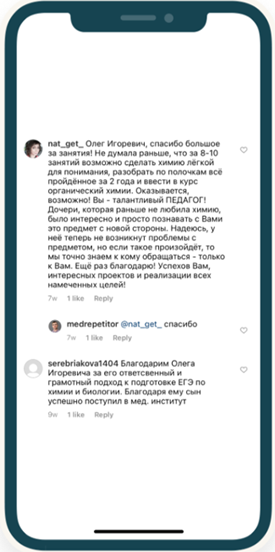 nat_get_ Олег Игоревич, спасибо большое
за занятия! Не думала раньше, что за 8-10
занятий возможно сделать химию лёгкой
для понимания, разобрать по полочкам всё
пройдённое за 2 года и ввести в курс
органический химии. Оказывается,
возможно! Вы - талантливый ПЕДАГОГ!
Дочери, которая раньше не любила химию,
было интересно и просто познавать с Вами
это предмет с новой стороны. Надеюсь, у
неё теперь не возникнут проблемы с
предметом, но если такое произойдёт, то
мы точно знаем к кому обращаться - только
к Вам. Ещё раз благодарю! Успехов Вам,
интересных проектов и реализации всех
намеченных целей!
7w 1 like Reply
medrepetitor @nat_get_ спасибо
7w 1 like Reply
serebriakova1404 Благодарим Олега
Игоревича за его ответсвенный и
грамотный подход к подготовке ЕГЭ по
химии и биологии. Благодаря ему сын
успешно поступил в мед. институт
9w 1 like Reply